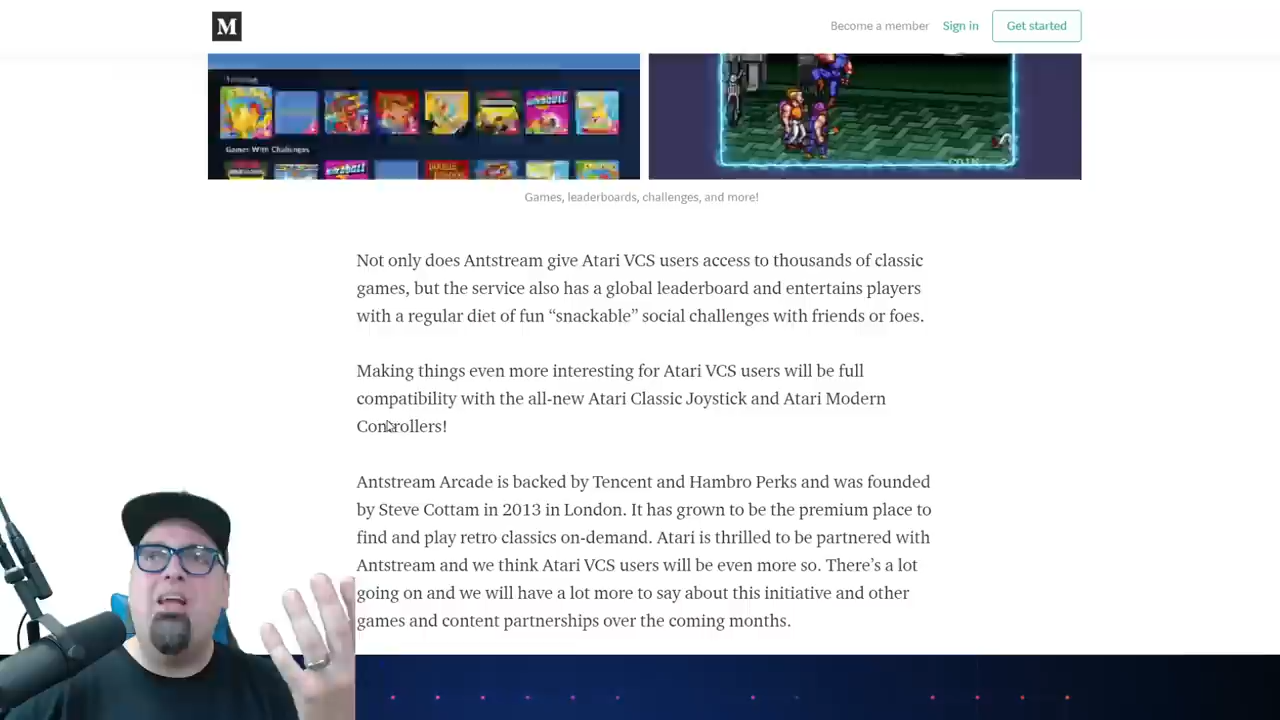 M
Become a member Sign in Get started
Games With Challenges
COIN
Games, leaderboards, challenges, and more!
Not only does Antstream give Atari VCS users access to thousands of classic
games, but the service also has a global leaderboard and entertains players
with a regular diet of fun “snackable” social challenges with friends or foes.
Making things even more interesting for Atari VCS users will be full
compatibility with the all-new Atari Classic Joystick and Atari Modern
Controllers!
Antstream Arcade is backed by Tencent and Hambro Perks and was founded
by Steve Cottam in 2013 in London. It has grown to be the premium place to
find and play retro classics on-demand. Atari is thrilled to be partnered with
Antstream and we think Atari VCS users will be even more so. There’s a lot
going on and we will have a lot more to say about this initiative and other
games and content partnerships over the coming months.